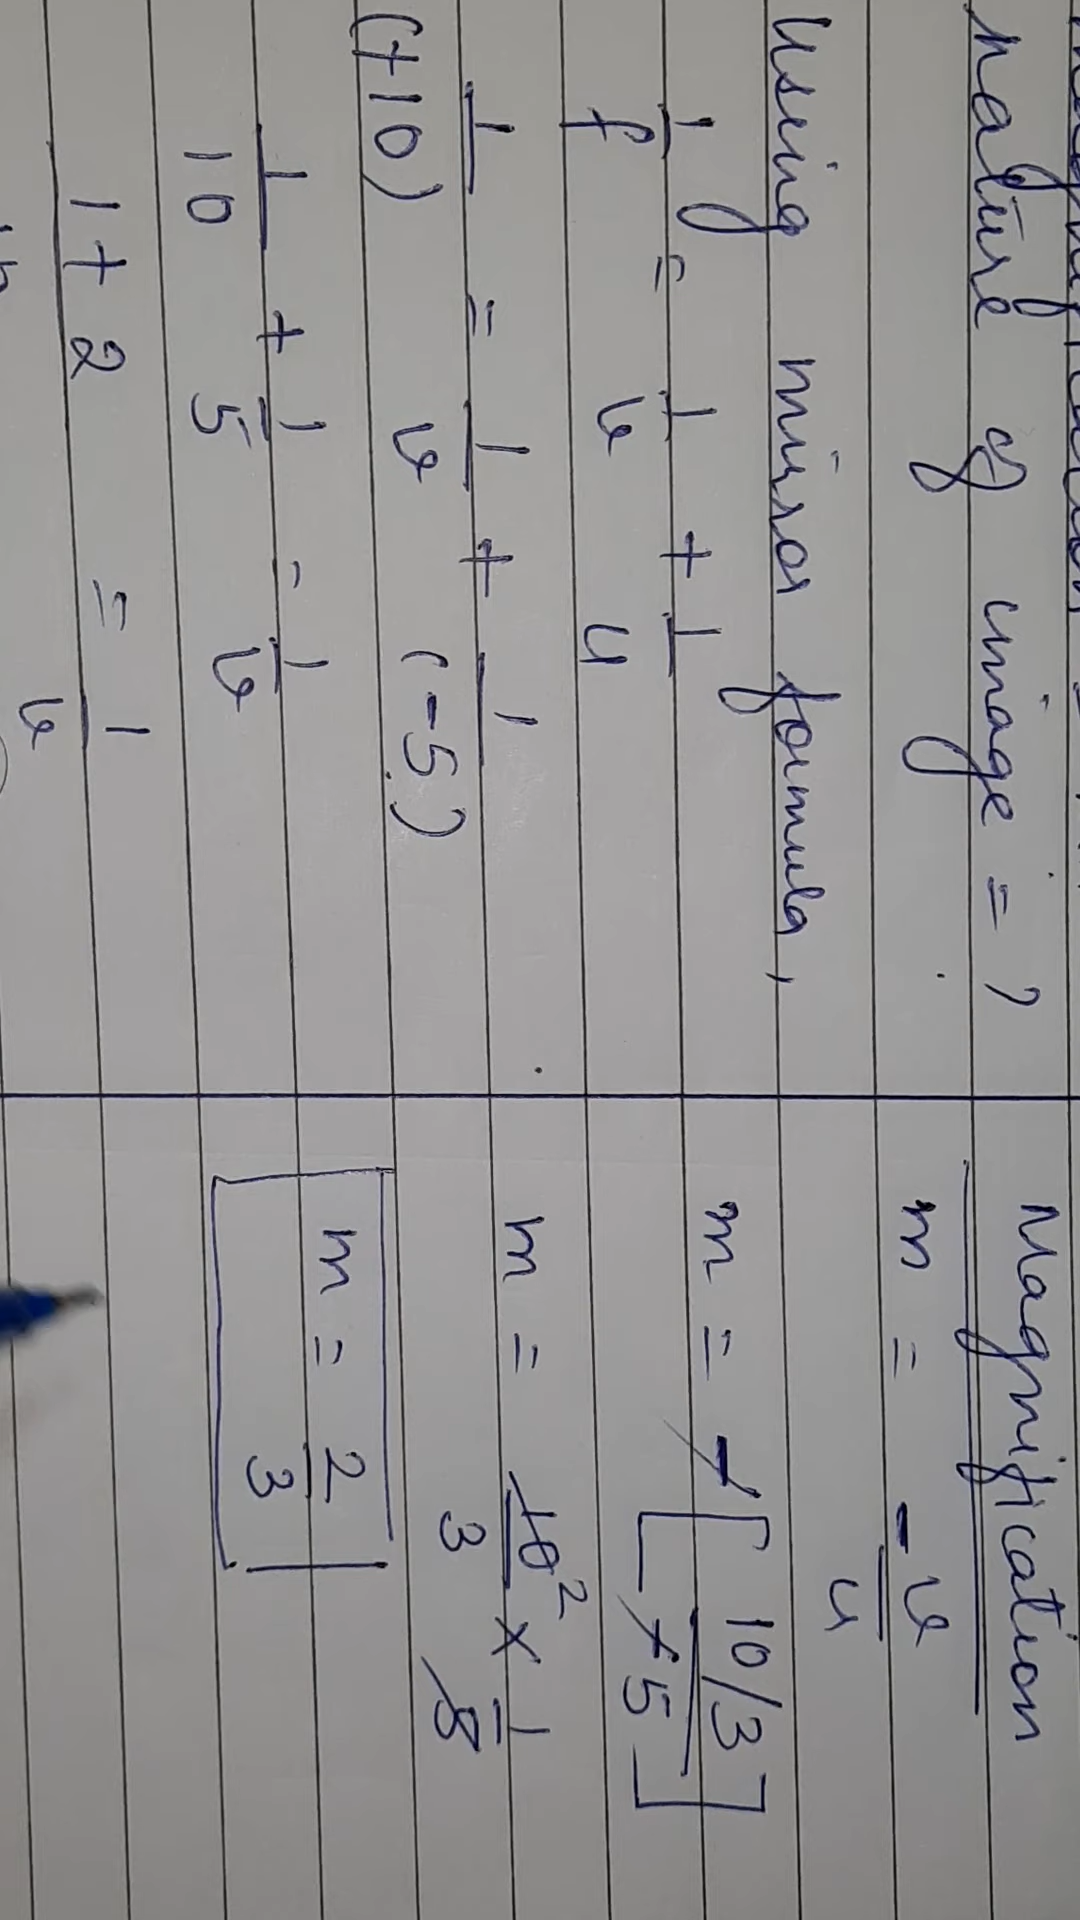 nature of image = ?
Using mirror formula,
1/f = 1/v + 1/u
1/(+10) = 1/v + 1/(-5)
1/10 + 1/5 = 1/v
1+2 = 1/v
Magnification
m = -v/u
m = -[10/3 / -5]
m = 10²/3 × 1/5
m = 2/3